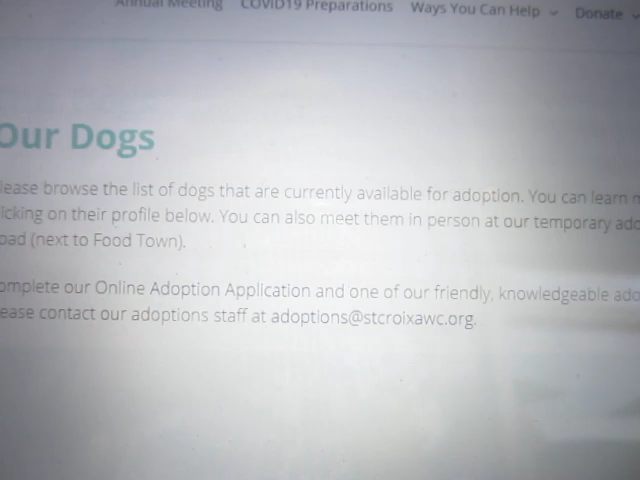 Annual Meeting COVID19 Preparations Ways You Can Help Donate
Our Dogs
lease browse the list of dogs that are currently available for adoption. You can learn
icking on their profile below. You can also meet them in person at our temporary ado
oad (next to Food Town).
omplete our Online Adoption Application and one of our friendly, knowledgeable ado
ease contact our adoptions staff at adoptions@stcroixawc.org.